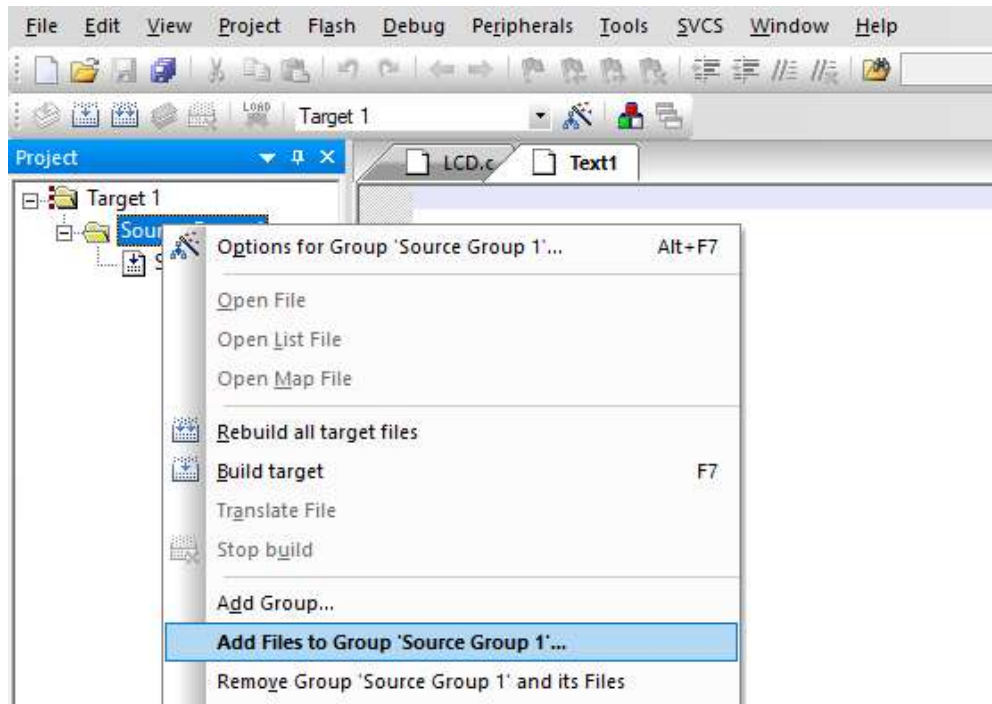 File Edit View Project Flash Debug Peripherals Tools SVCS Window Help
LOAD Target 1
Project LCD.c Text1
Target 1
Options for Group 'Source Group 1'... Alt+F7
Open File
Open List File
Open Map File
Rebuild all target files
Build target F7
Translate File
Stop build
Add Group...
Add Files to Group 'Source Group 1'...
Remove Group 'Source Group 1' and its Files